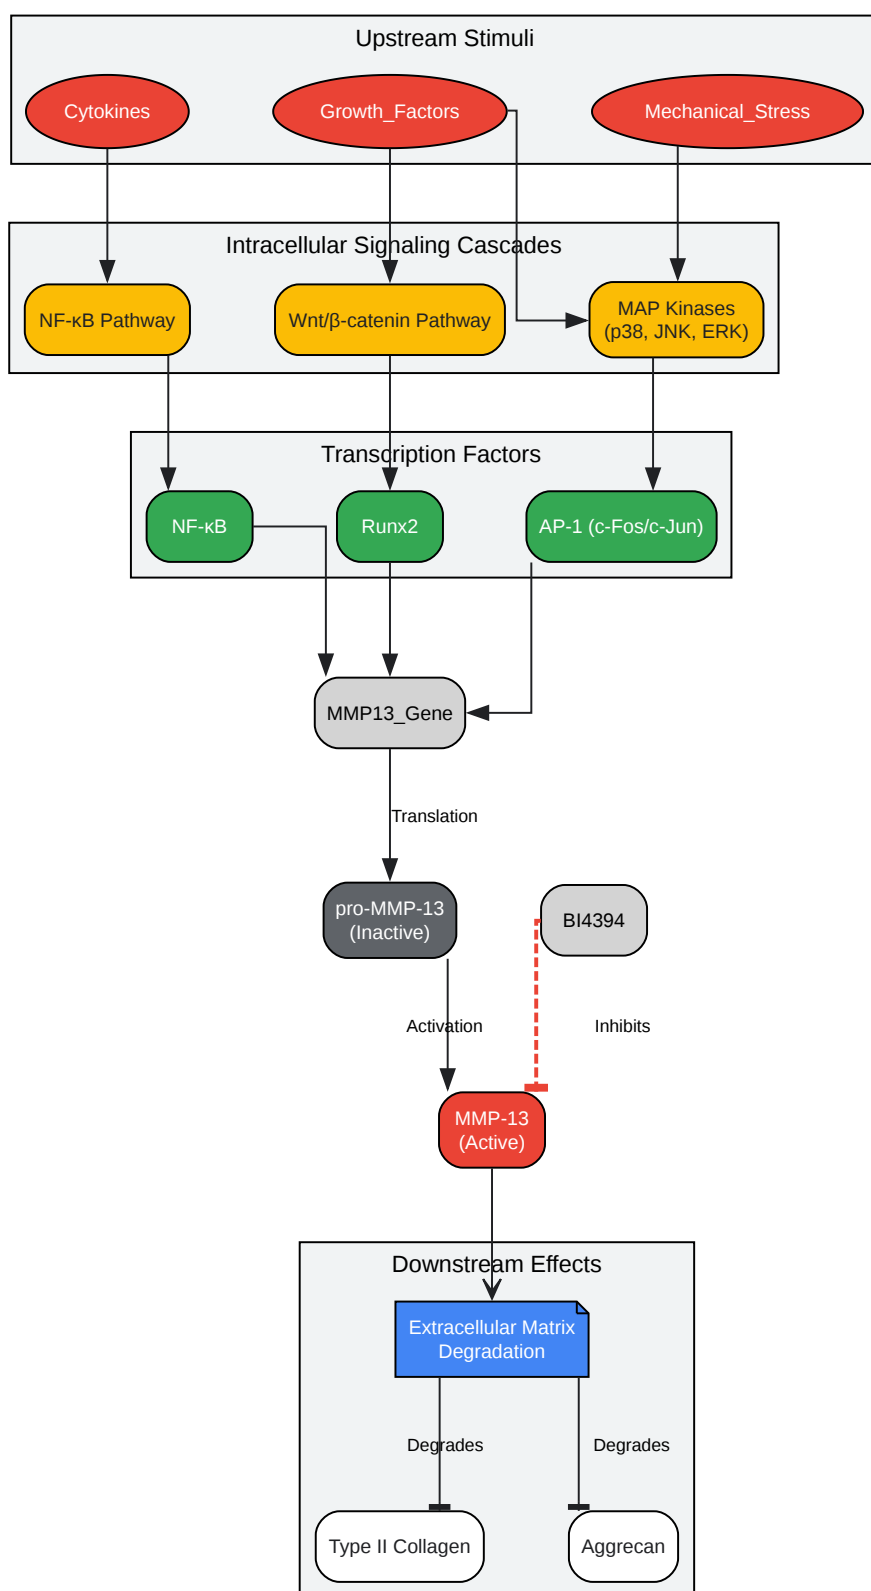 Upstream Stimuli
Cytokines
Growth_Factors
Mechanical_Stress
Intracellular Signaling Cascades
NF-κB Pathway
Wnt/β-catenin Pathway
MAP Kinases
(p38, JNK, ERK)
Transcription Factors
NF-κB
Runx2
AP-1 (c-Fos/c-Jun)
MMP13_Gene
Translation
pro-MMP-13
(Inactive)
BI4394
Activation
Inhibits
MMP-13
(Active)
Downstream Effects
Extracellular Matrix
Degradation
Degrades
Degrades
Type II Collagen
Aggrecan